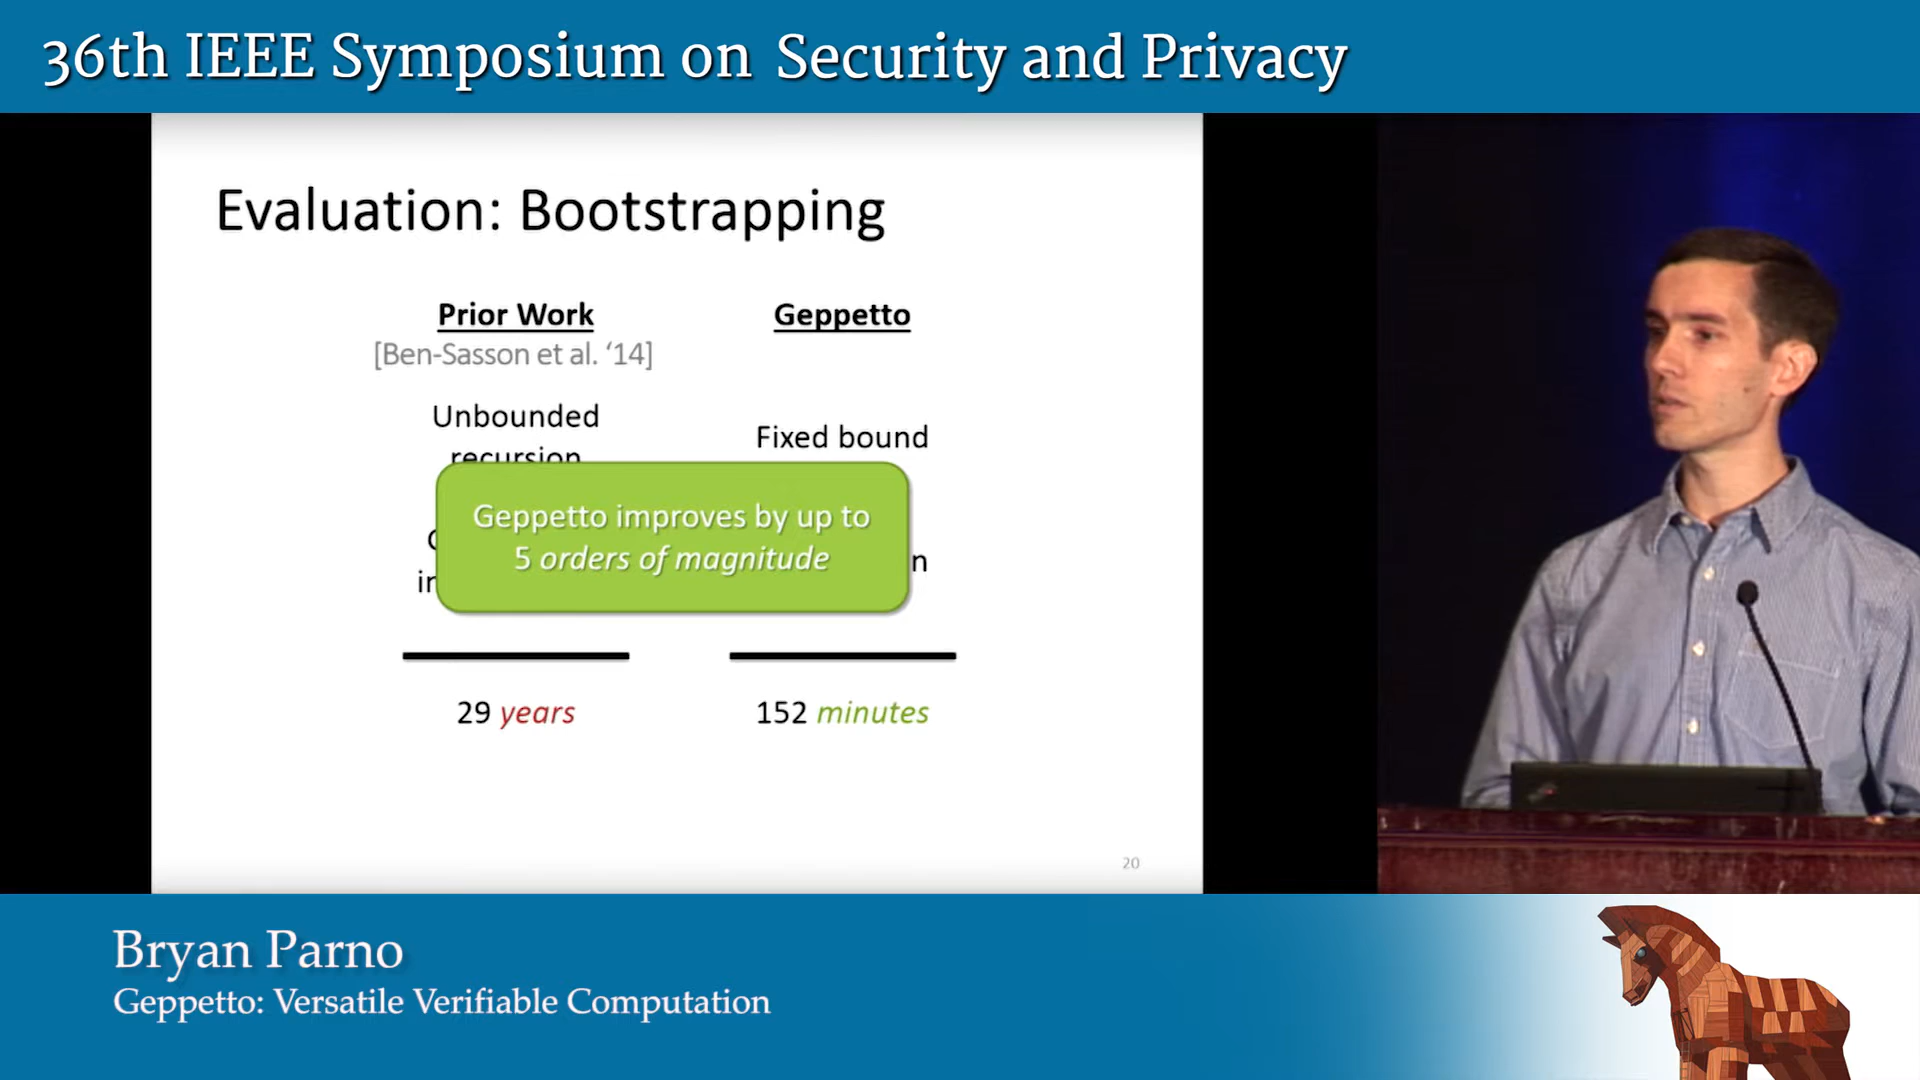 36th IEEE Symposium on Security and Privacy
Evaluation: Bootstrapping
Prior Work
Geppetto
[Ben-Sasson et al. ‘14]
Unbounded
recursion
Fixed bound
Geppetto improves by up to
5 orders of magnitude
29 years
152 minutes
20
Bryan Parno
Geppetto: Versatile Verifiable Computation